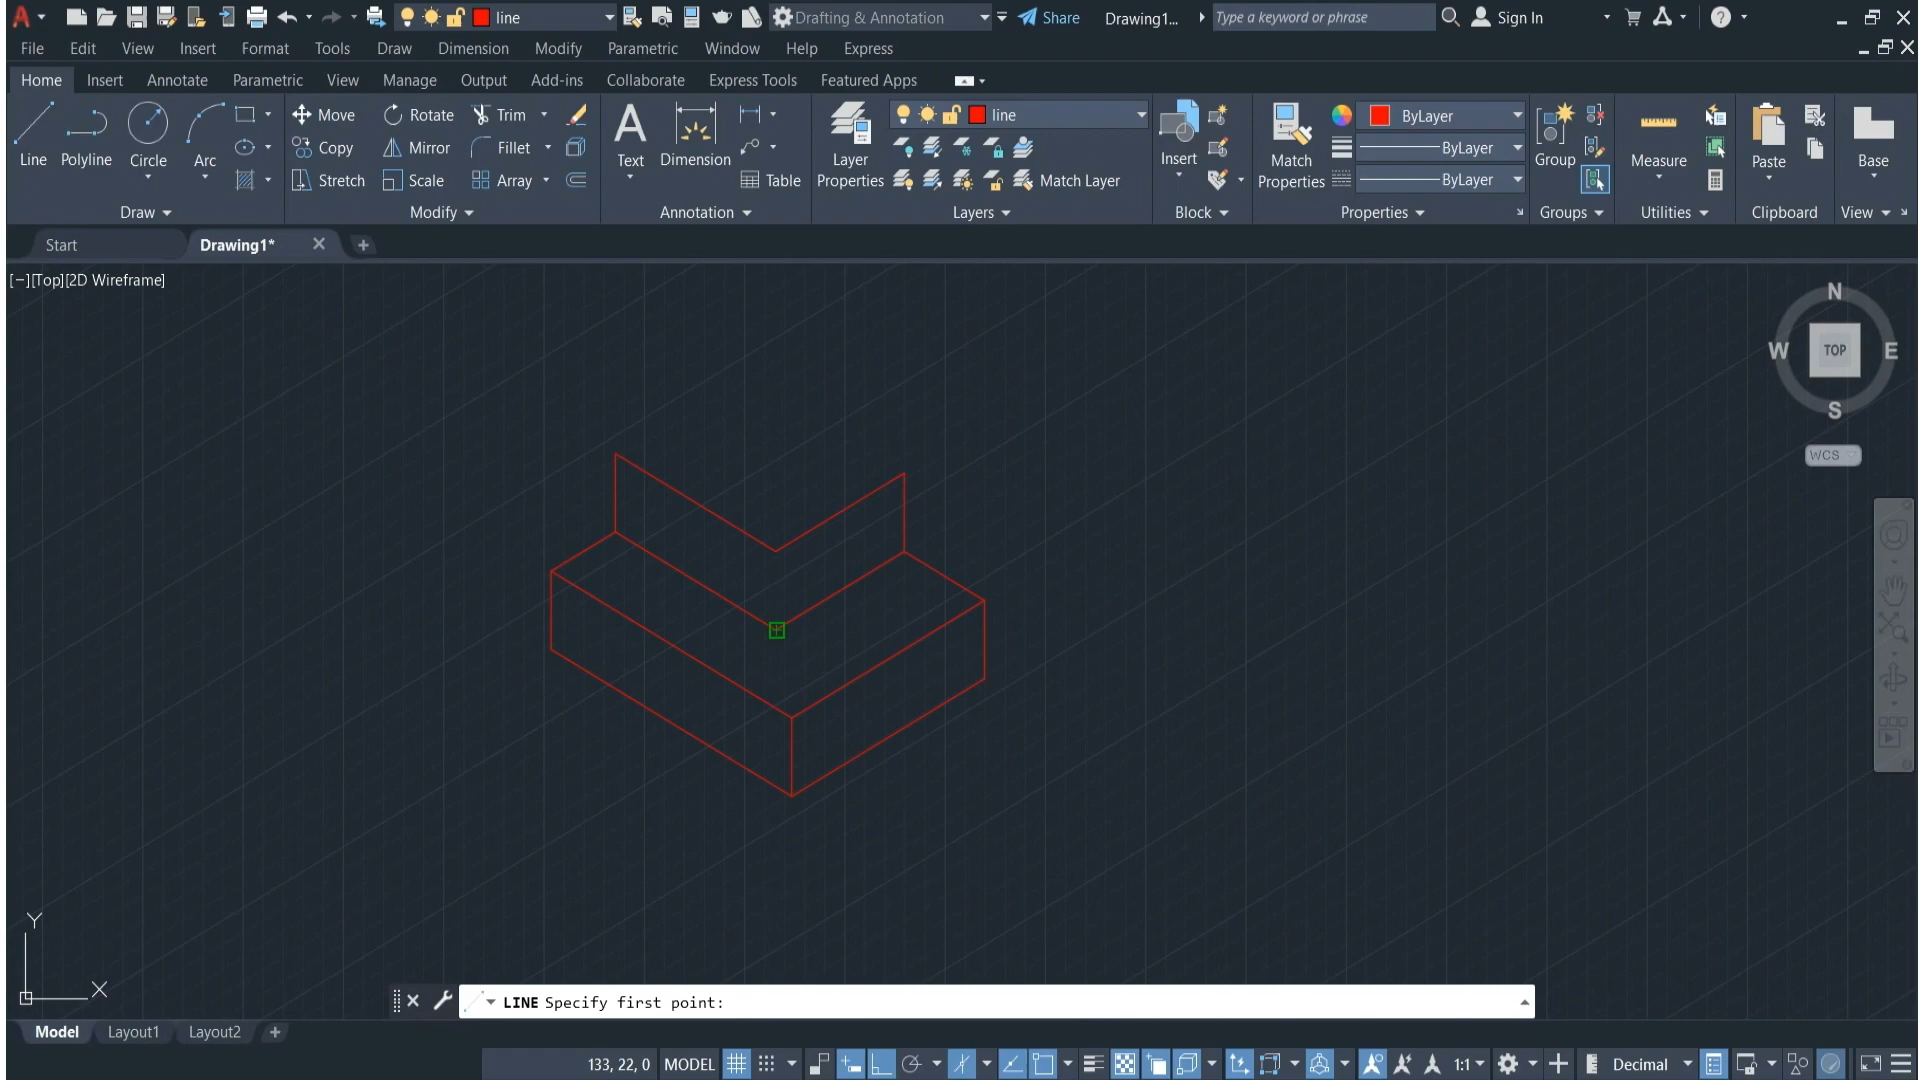 line
Drafting & Annotation
Share
Drawing1...
Type a keyword or phrase
Sign In
File Edit View Insert Format Tools Draw Dimension Modify Parametric Window Help Express
Home Insert Annotate Parametric View Manage Output Add-ins Collaborate Express Tools Featured Apps
Line Polyline Circle Arc
Move Rotate Trim
Copy Mirror Fillet
Stretch Scale Array
Text Dimension Table
Layer Properties
line
Match Layer
Insert
Match Properties
ByLayer
ByLayer
ByLayer
Group
Measure
Paste
Base
Draw Modify Annotation Layers Block Properties Groups Utilities Clipboard View
Start Drawing1*
[−][Top][2D Wireframe]
N
W TOP E
S
WCS
Y
X
LINE Specify first point:
Model Layout1 Layout2
133, 22, 0 MODEL 1:1 Decimal